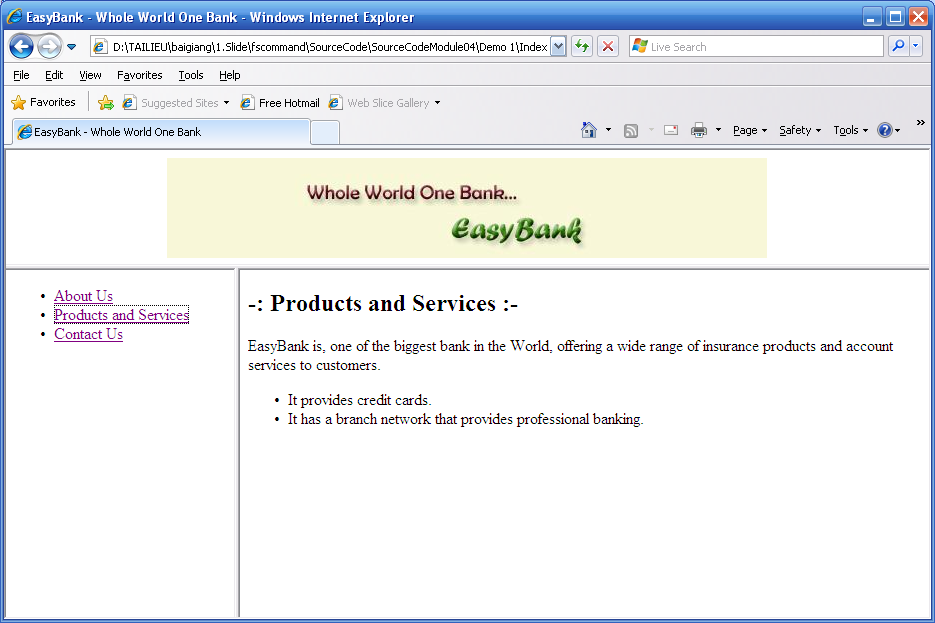 EasyBank - Whole World One Bank - Windows Internet Explorer
D:\TAILIEU\baigiang\1.Slide\fscommand\SourceCode\SourceCodeModule04\Demo 1\Index
Live Search
File Edit View Favorites Tools Help
Favorites Suggested Sites Free Hotmail Web Slice Gallery
EasyBank - Whole World One Bank
Page Safety Tools
Whole World One Bank...
EasyBank
• About Us
• Products and Services
• Contact Us
-: Products and Services :-
EasyBank is, one of the biggest bank in the World, offering a wide range of insurance products and account
services to customers.
• It provides credit cards.
• It has a branch network that provides professional banking.